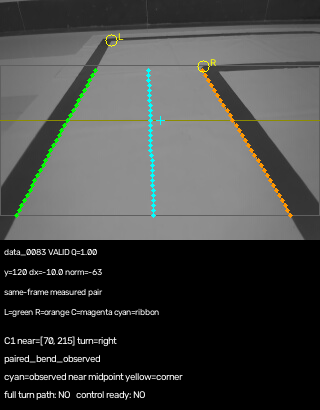 L
R
data_0083 VALID Q=1.00
y=120 dx=-10.0 norm=-63
same-frame measured pair
L=green R=orange C=magenta cyan=ribbon
C1 near=[70, 215] turn=right
paired_bend_observed
cyan=observed near midpoint yellow=corner
full turn path: NO control ready: NO